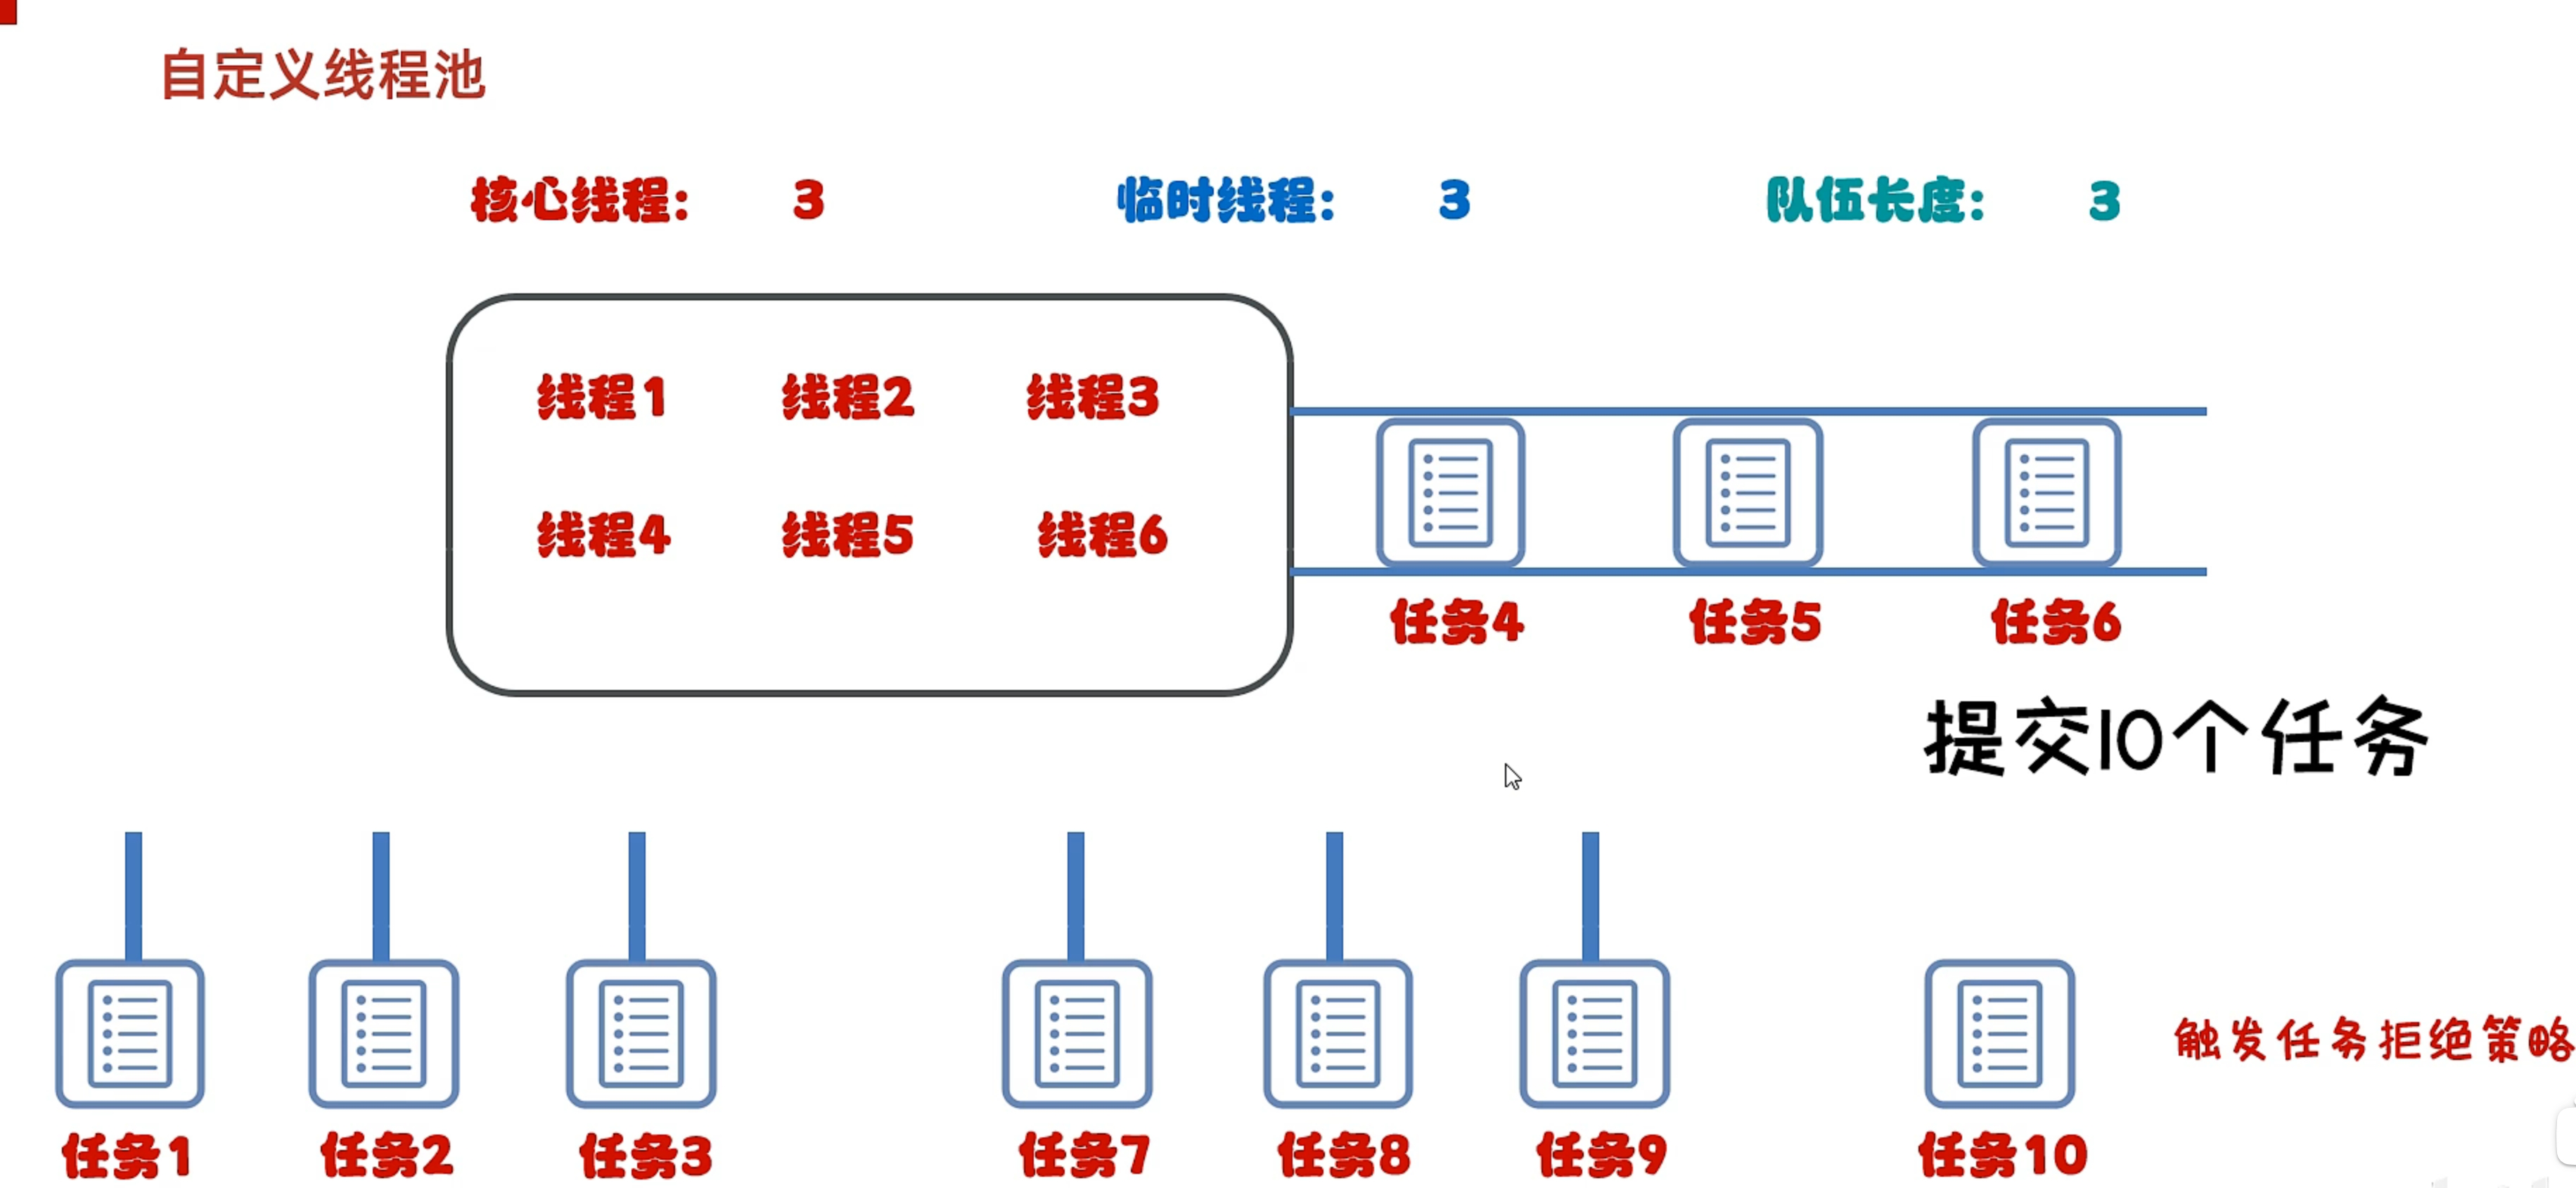 自定义线程池
核心线程： 3 临时线程： 3 队伍长度： 3
线程1 线程2 线程3
线程4 线程5 线程6
任务4 任务5 任务6
提交10个任务
触发任务拒绝策略
任务1 任务2 任务3 任务7 任务8 任务9 任务10